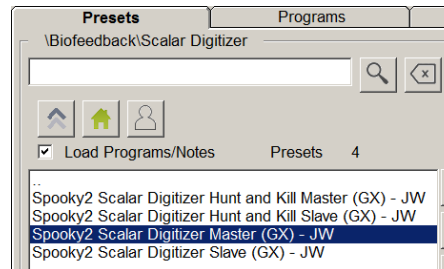 Presets Programs
\Biofeedback\Scalar Digitizer
Load Programs/Notes Presets 4
..
Spooky2 Scalar Digitizer Hunt and Kill Master (GX) - JW
Spooky2 Scalar Digitizer Hunt and Kill Slave (GX) - JW
Spooky2 Scalar Digitizer Master (GX) - JW
Spooky2 Scalar Digitizer Slave (GX) - JW